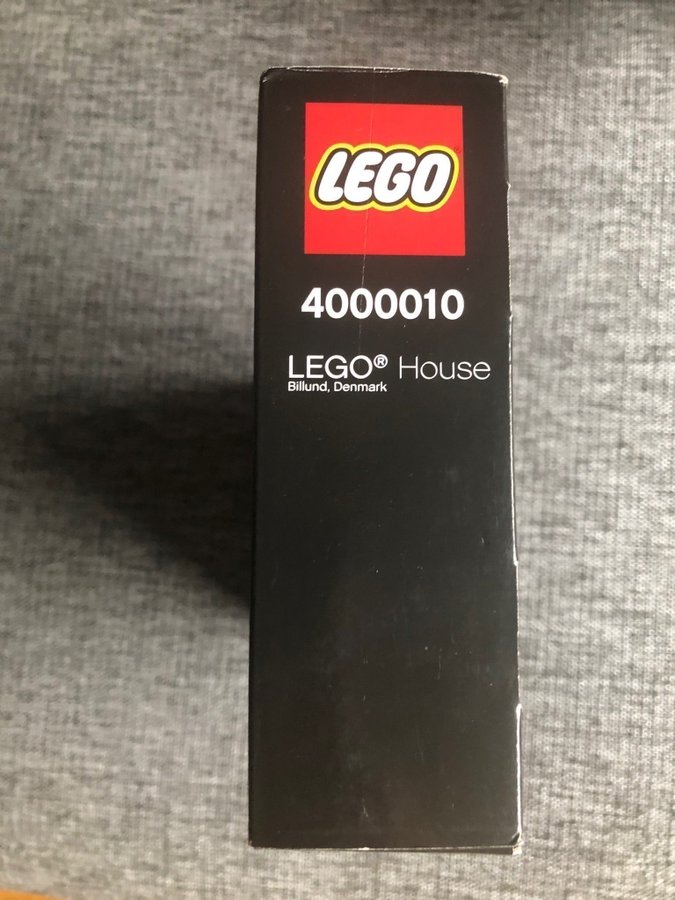 LEGO
4000010
LEGO® House
Billund, Denmark